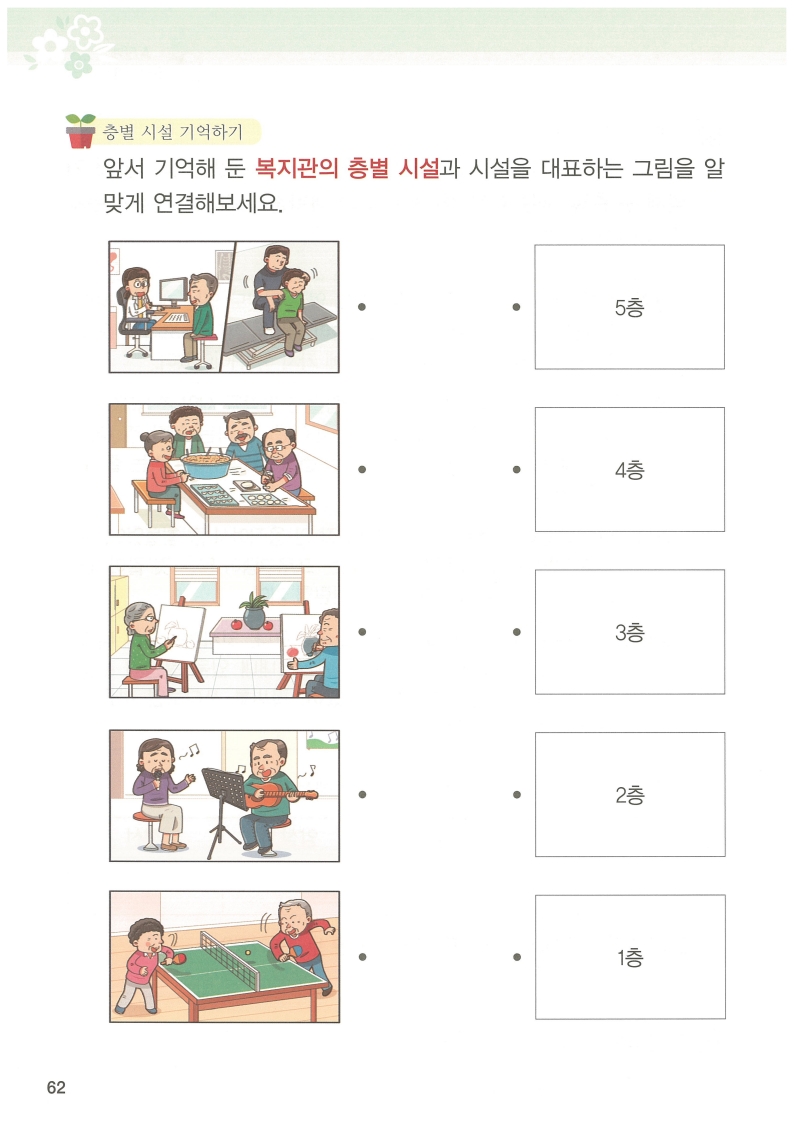 층별 시설 기억하기
앞서 기억해 둔 복지관의 층별 시설과 시설을 대표하는 그림을 알
맞게 연결해보세요.
5층
4층
3층
2층
1층
62